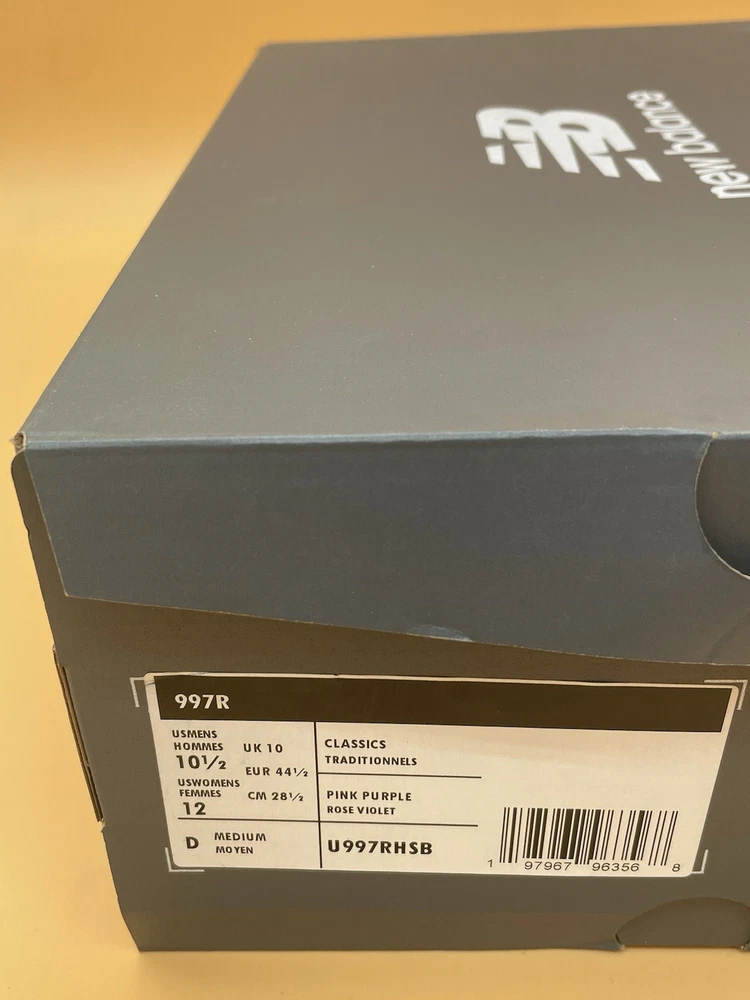 new balance
997R
USMENS
HOMMES
10½
USWOMENS
FEMMES
12
UK 10
EUR 44½
CM 28½
D
MEDIUM
MOYEN
CLASSICS
TRADITIONNELS
PINK PURPLE
ROSE VIOLET
U997RHSB
1 97967 96356 8